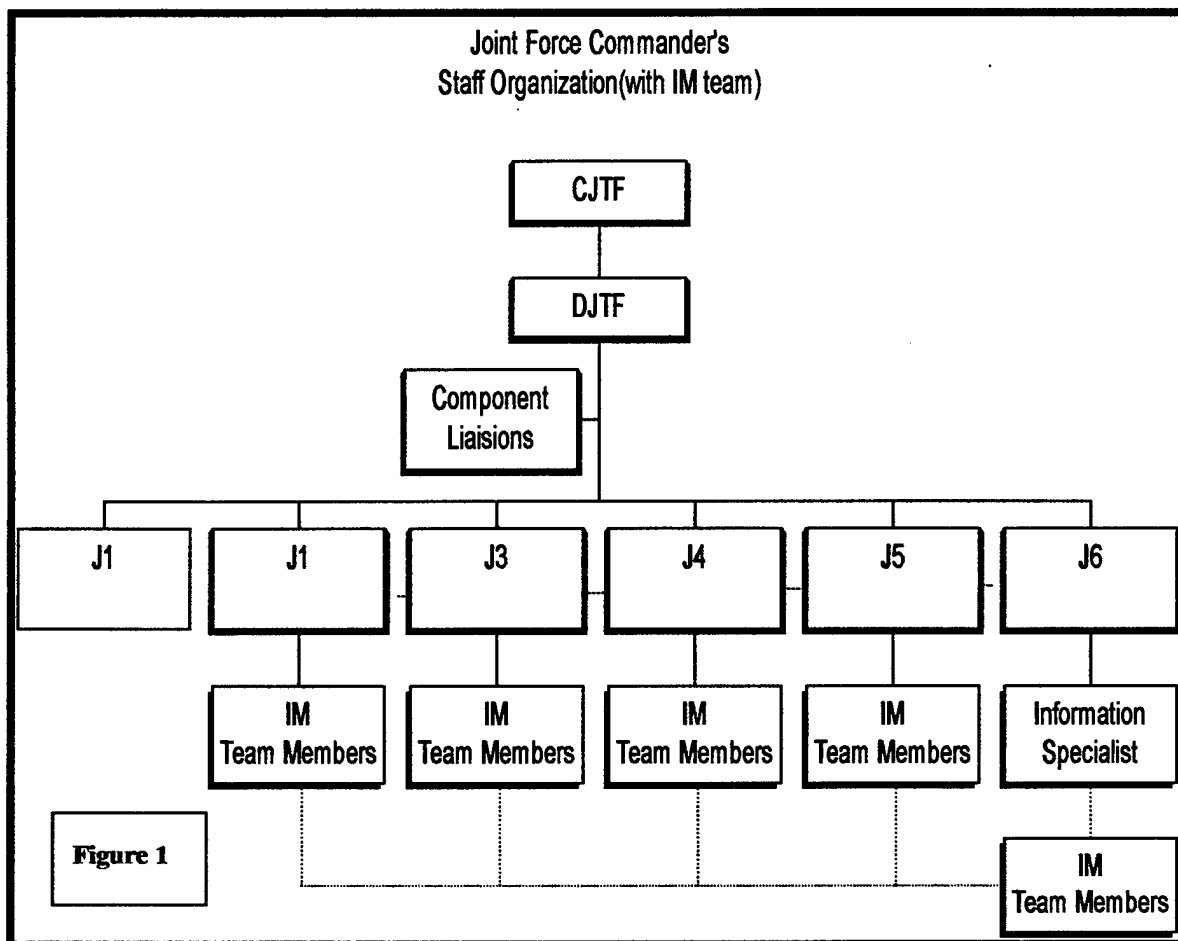 Joint Force Commander's
Staff Organization(with IM team)
CJTF
DJTF
Component
Liaisions
J1
J1
J3
J4
J5
J6
IM
Team Members
IM
Team Members
IM
Team Members
IM
Team Members
Information
Specialist
Figure 1
IM
Team Members